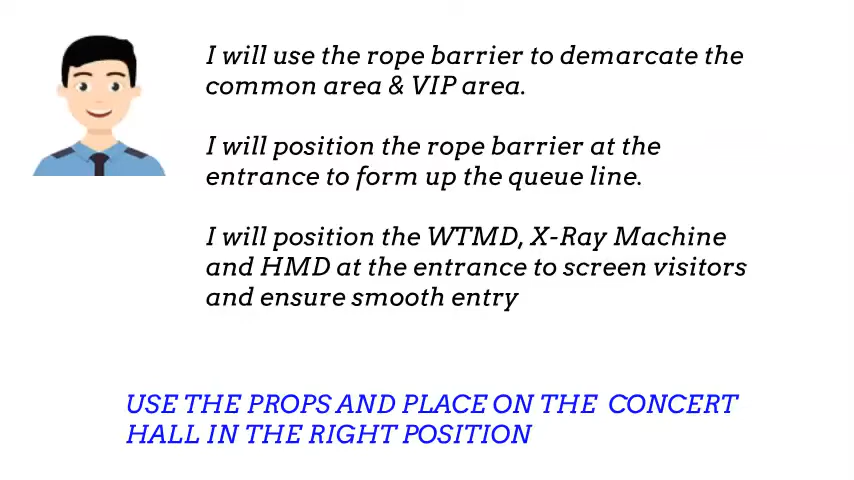 I will use the rope barrier to demarcate the
common area & VIP area.
I will position the rope barrier at the
entrance to form up the queue line.
I will position the WTMD, X-Ray Machine
and HMD at the entrance to screen visitors
and ensure smooth entry
USE THE PROPS AND PLACE ON THE  CONCERT
HALL IN THE RIGHT POSITION